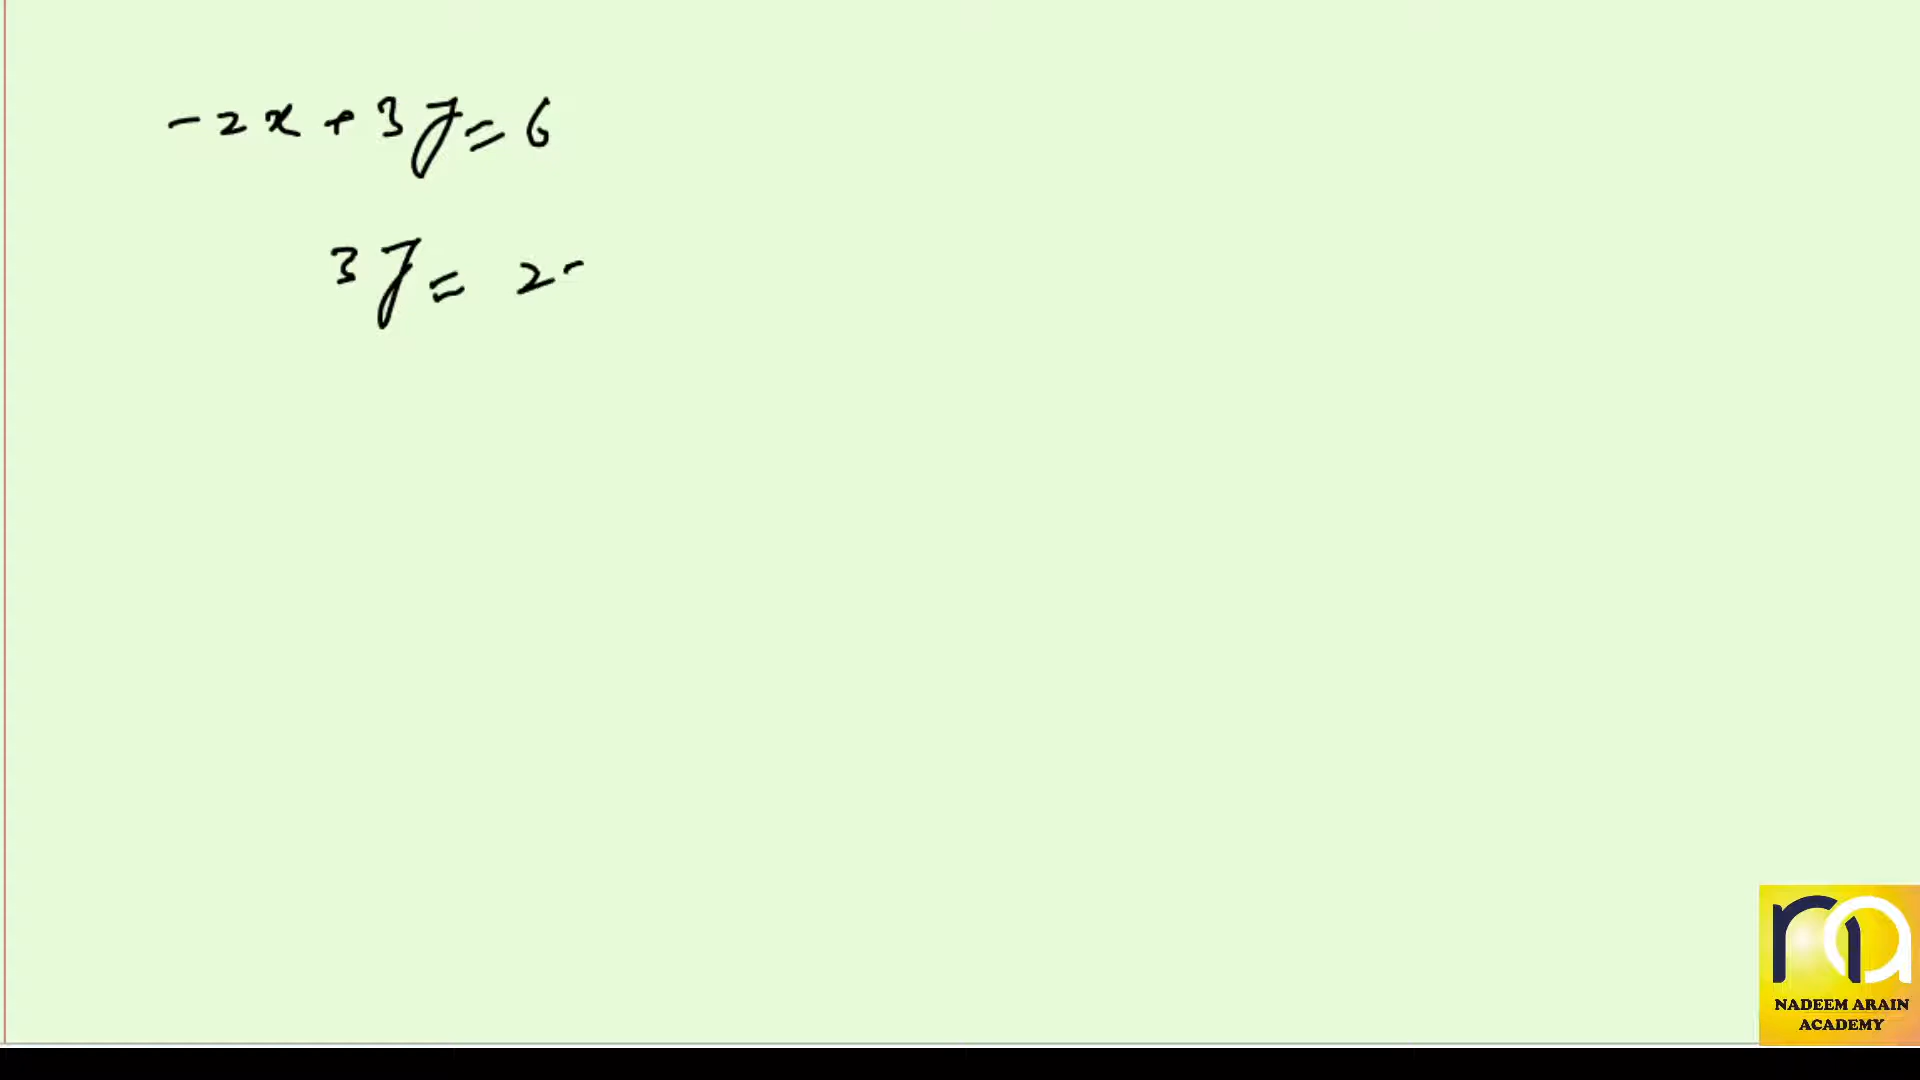 -2x + 3y = 6
3y = 2
NADEEM ARAIN
ACADEMY